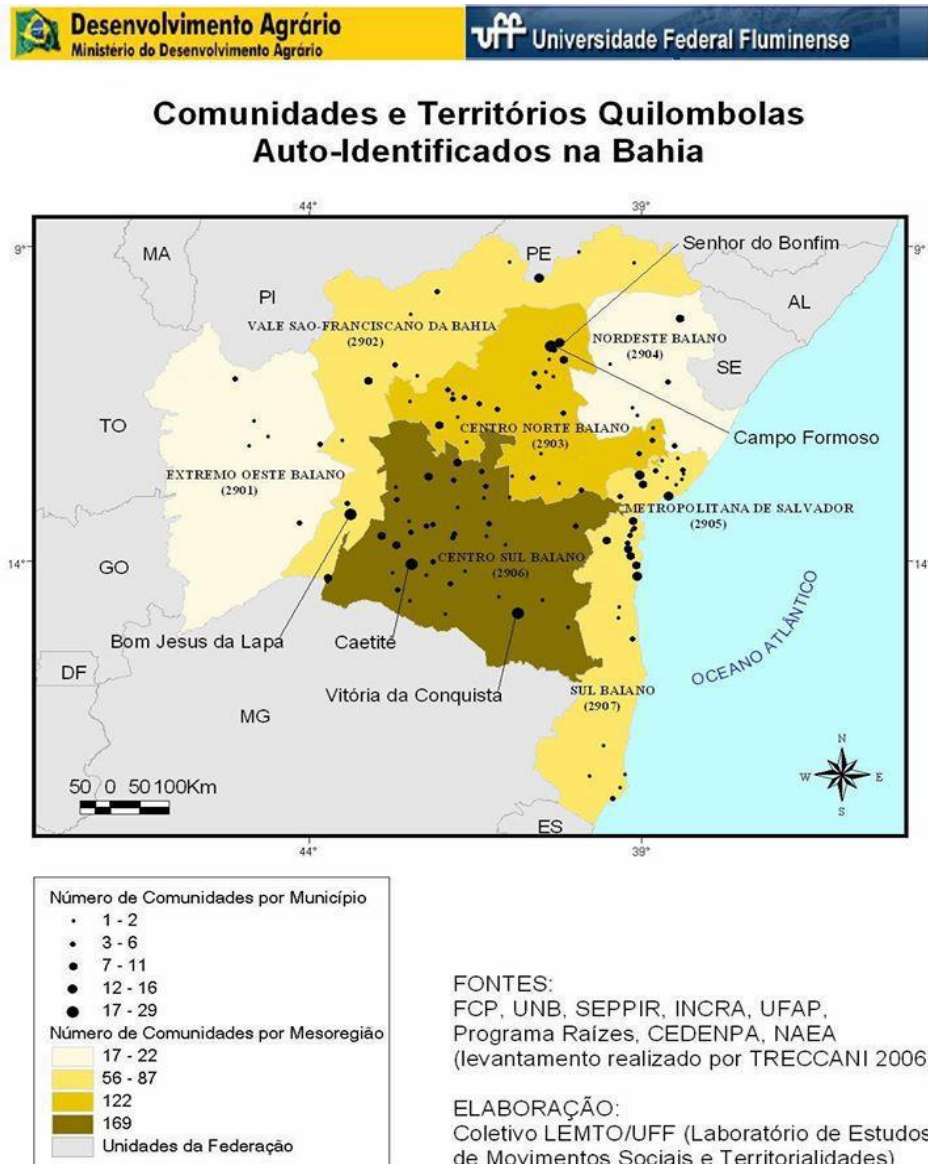 Desenvolvimento Agrário
Ministério do Desenvolvimento Agrário
uff Universidade Federal Fluminense
Comunidades e Territórios Quilombolas
Auto-Identificados na Bahia
44°
39°
9°
9°
MA
PE
Senhor do Bonfim
PI
AL
VALE SAO-FRANCISCANO DA BAHIA
(2902)
NORDESTE BAIANO
(2904)
SE
TO
CENTRO NORTE BAIANO
(2903)
Campo Formoso
EXTREMO OESTE BAIANO
(2901)
METROPOLITANA DE SALVADOR
(2905)
14°
14°
GO
CENTRO SUL BAIANO
(2906)
Bom Jesus da Lapa
Caetité
OCEANO ATLÂNTICO
DF
Vitória da Conquista
SUL BAIANO
(2907)
MG
N
W
E
S
50 0 50 100Km
ES
44°
39°
Número de Comunidades por Município
1 - 2
3 - 6
7 - 11
12 - 16
17 - 29
Número de Comunidades por Mesoregião
17 - 22
56 - 87
122
169
Unidades da Federação
FONTES:
FCP, UNB, SEPPIR, INCRA, UFAP,
Programa Raízes, CEDENPA, NAEA
(levantamento realizado por TRECCANI 2006
ELABORAÇÃO:
Coletivo LEMTO/UFF (Laboratório de Estudos
de Movimentos Sociais e Territorialidades)